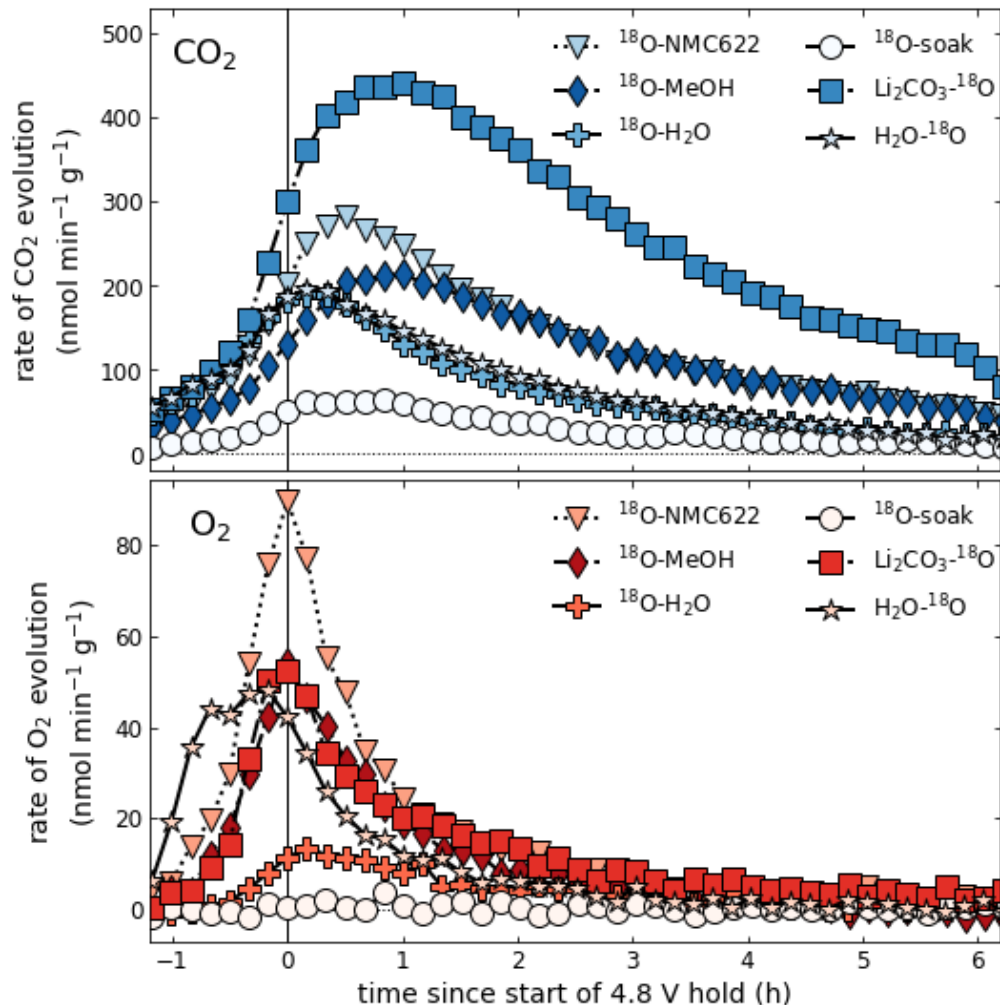 CO₂
¹⁸O-NMC622
¹⁸O-soak
¹⁸O-MeOH
Li₂CO₃-¹⁸O
¹⁸O-H₂O
H₂O-¹⁸O
rate of CO₂ evolution
(nmol min⁻¹ g⁻¹)
500
400
300
200
100
0
O₂
¹⁸O-NMC622
¹⁸O-soak
¹⁸O-MeOH
Li₂CO₃-¹⁸O
¹⁸O-H₂O
H₂O-¹⁸O
rate of O₂ evolution
(nmol min⁻¹ g⁻¹)
80
60
40
20
0
−1 0 1 2 3 4 5 6
time since start of 4.8 V hold (h)